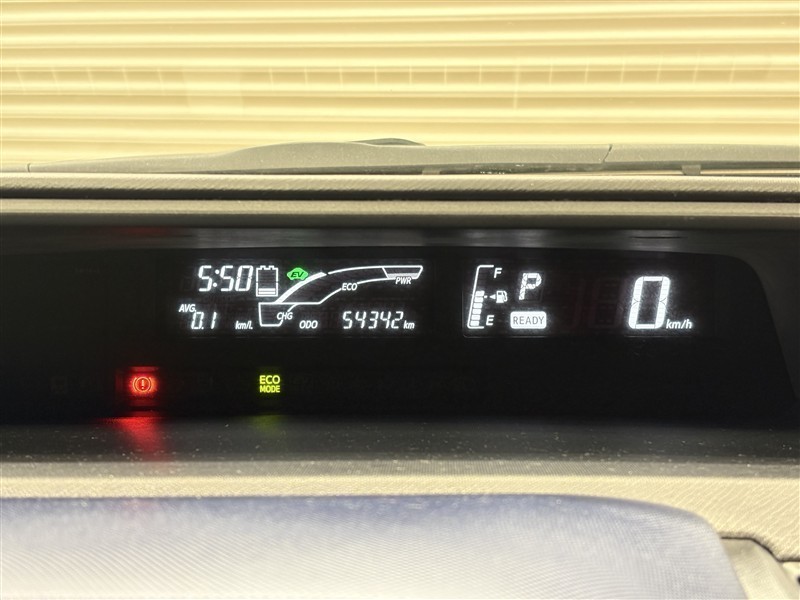 5:50
EV
ECO
PWR
AVG.
0.1 km/L
CHG
ODO 54342 km
F
E
P
READY
0 km/h
ECO
MODE